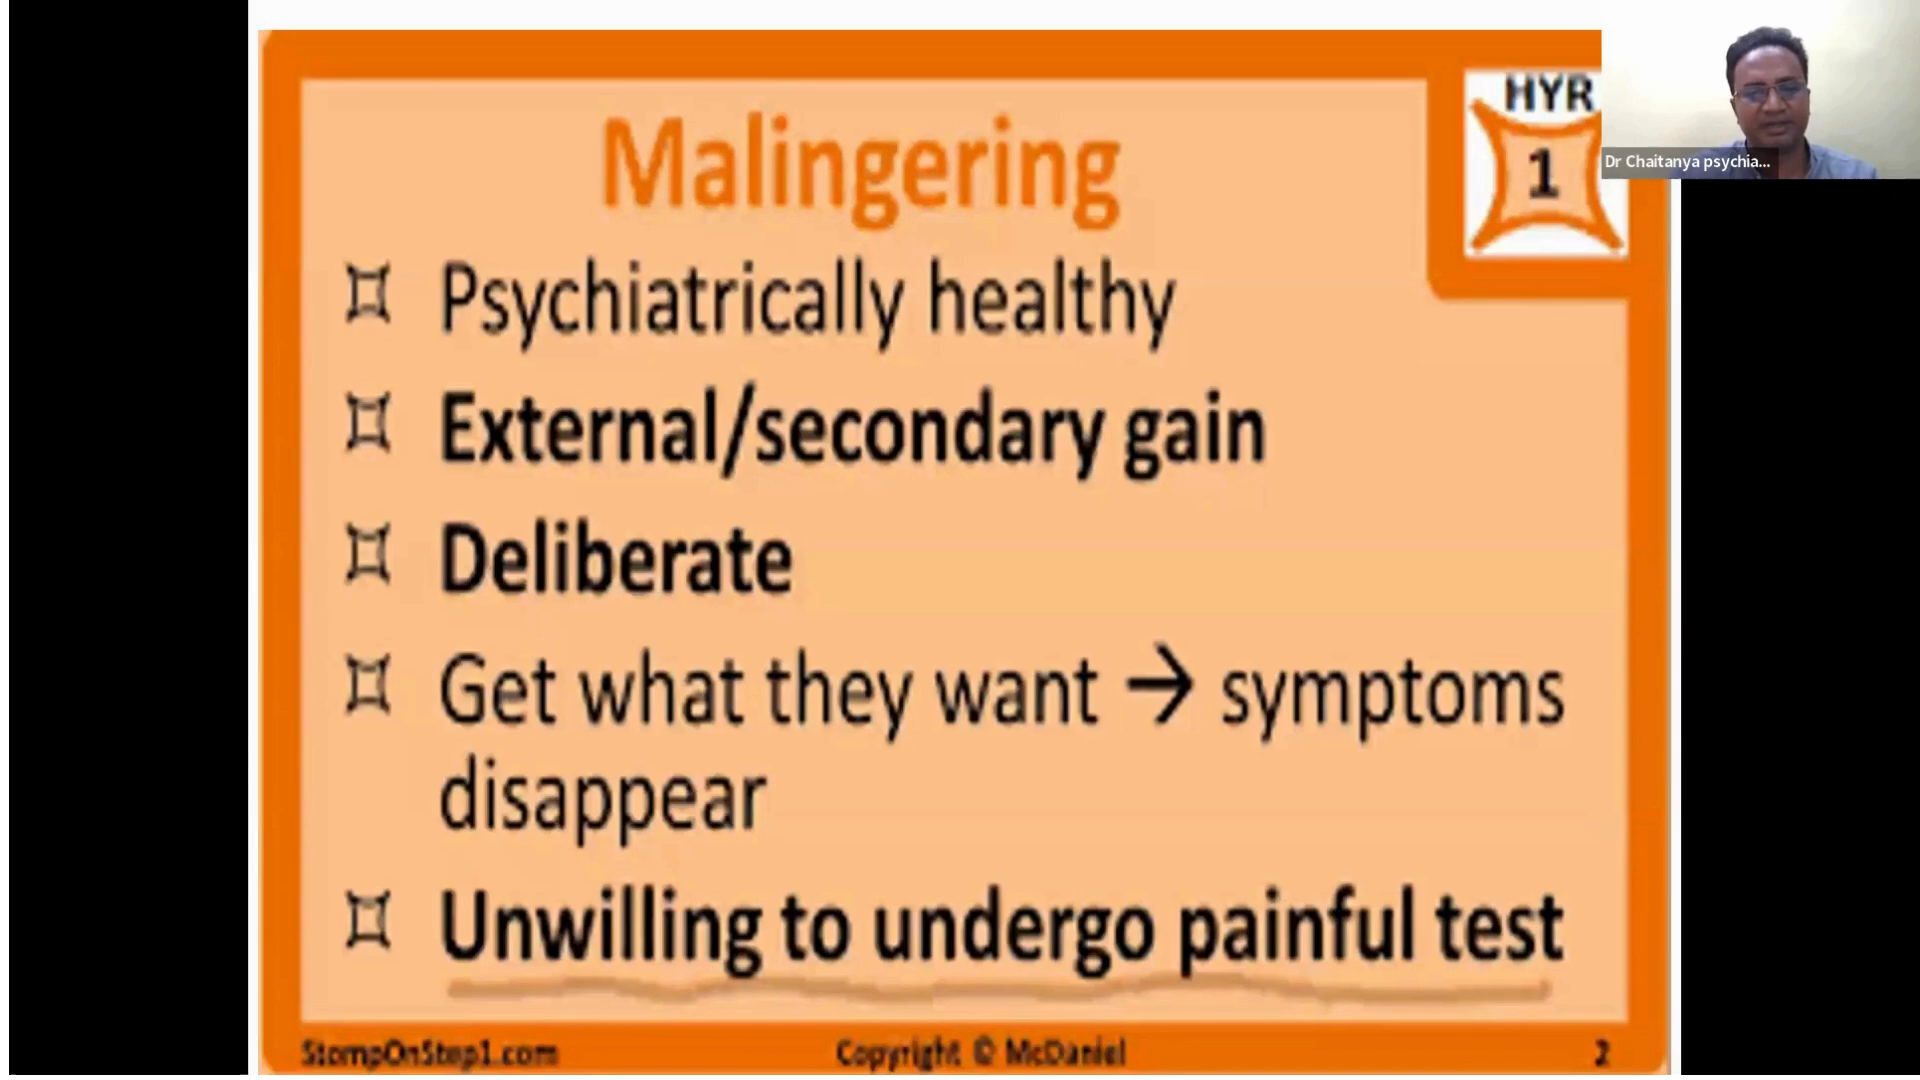 Malingering
HYR
1
Dr Chaitanya psychia...
Psychiatrically healthy
External/secondary gain
Deliberate
Get what they want → symptoms
disappear
Unwilling to undergo painful test
StompOnStep1.com
Copyright © McDaniel
2